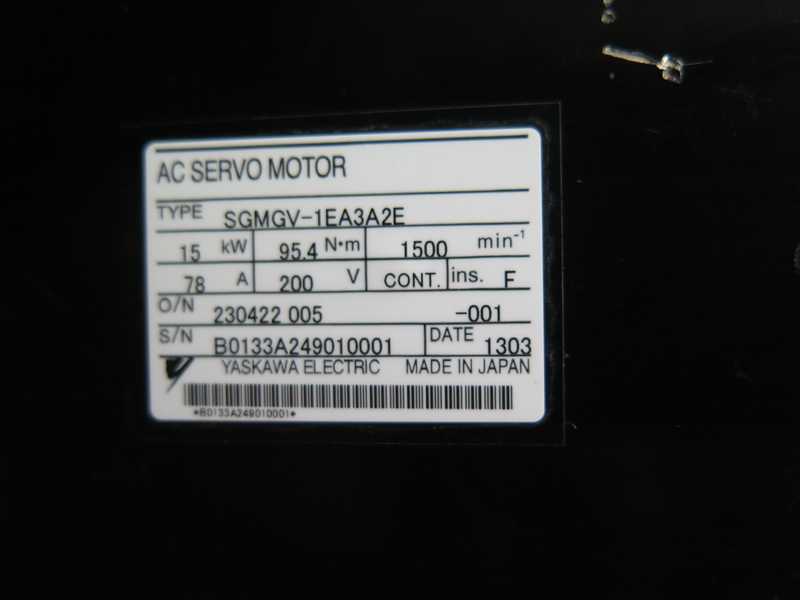 AC SERVO MOTOR
TYPE SGMGV-1EA3A2E
15 kW 95.4 N·m 1500 min⁻¹
78 A 200 V CONT. ins. F
O/N 230422 005 -001
S/N B0133A249010001 DATE 1303
YASKAWA ELECTRIC MADE IN JAPAN
*B0133A249010001*